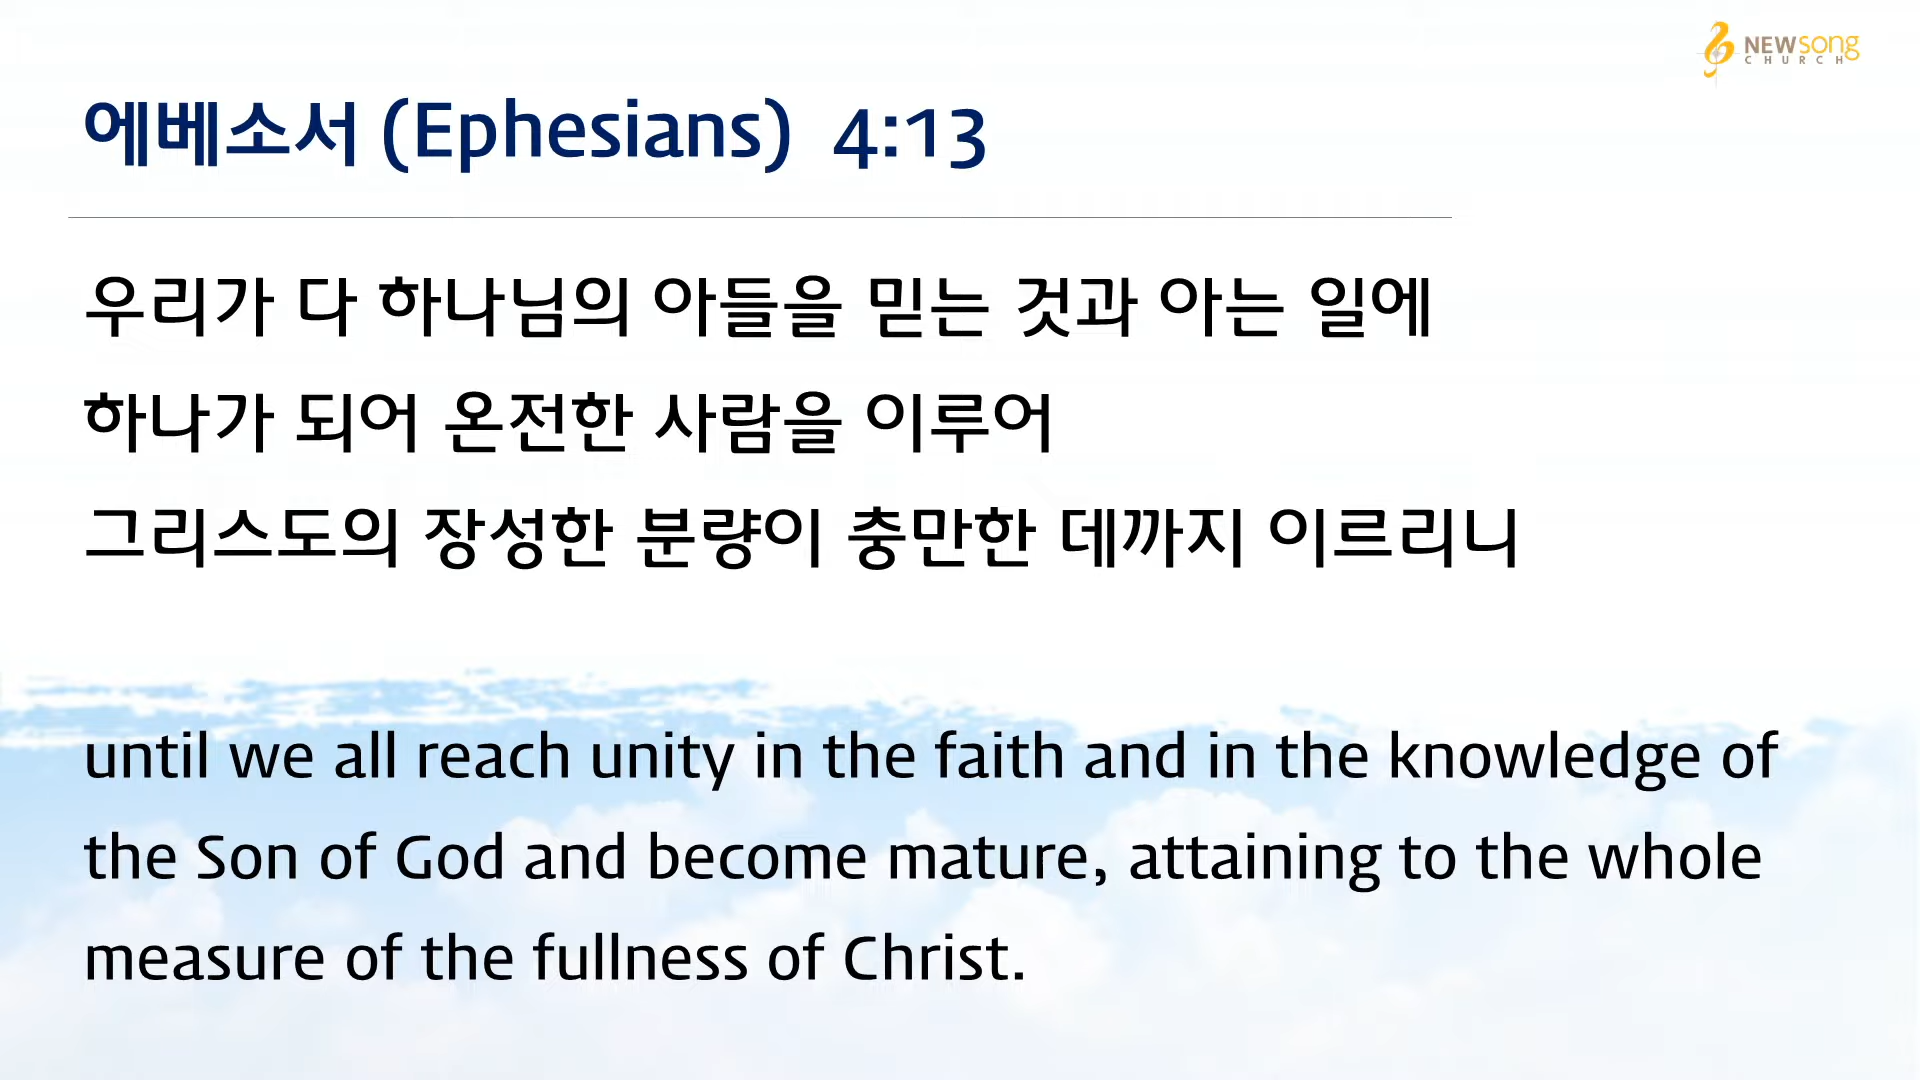 NEWsong
CHURCH
에베소서 (Ephesians) 4:13
우리가 다 하나님의 아들을 믿는 것과 아는 일에
하나가 되어 온전한 사람을 이루어
그리스도의 장성한 분량이 충만한 데까지 이르리니
until we all reach unity in the faith and in the knowledge of
the Son of God and become mature, attaining to the whole
measure of the fullness of Christ.